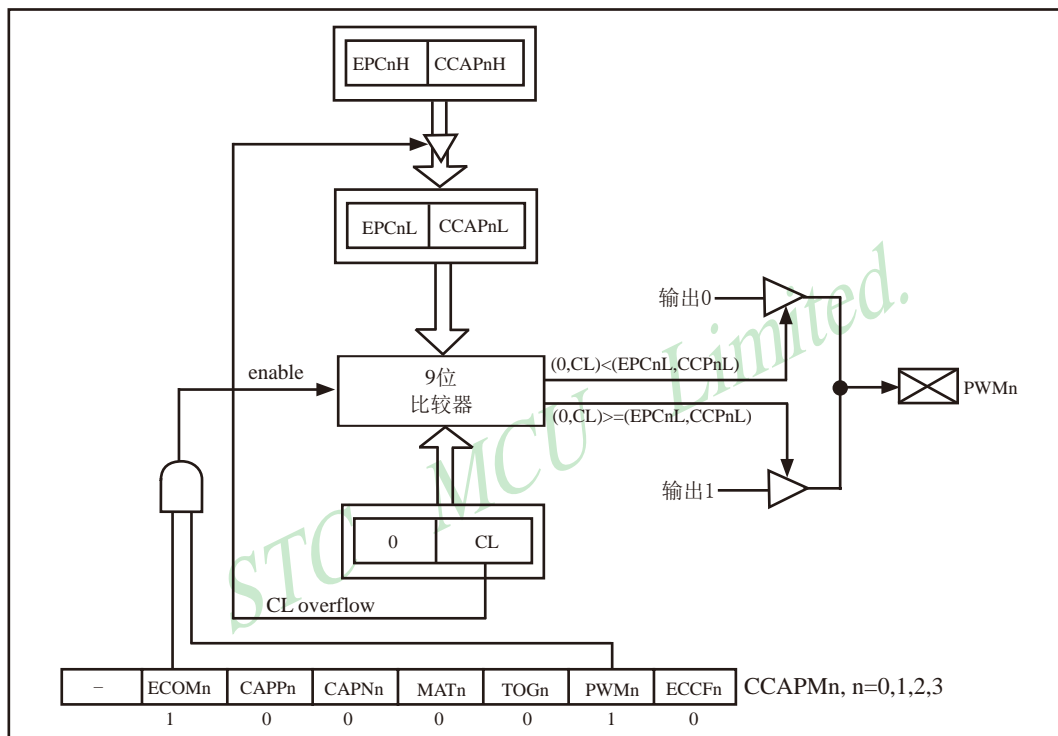 EPCnH CCAPnH
EPCnL CCAPnL
输出0
(0,CL)<(EPCnL,CCPnL)
enable
9位
比较器
PWMn
(0,CL)>=(EPCnL,CCPnL)
输出1
0 CL
CL overflow
STC MCU Limited.
– ECOMn CAPPn CAPNn MATn TOGn PWMn ECCFn CCAPMn, n=0,1,2,3
1 0 0 0 0 1 0